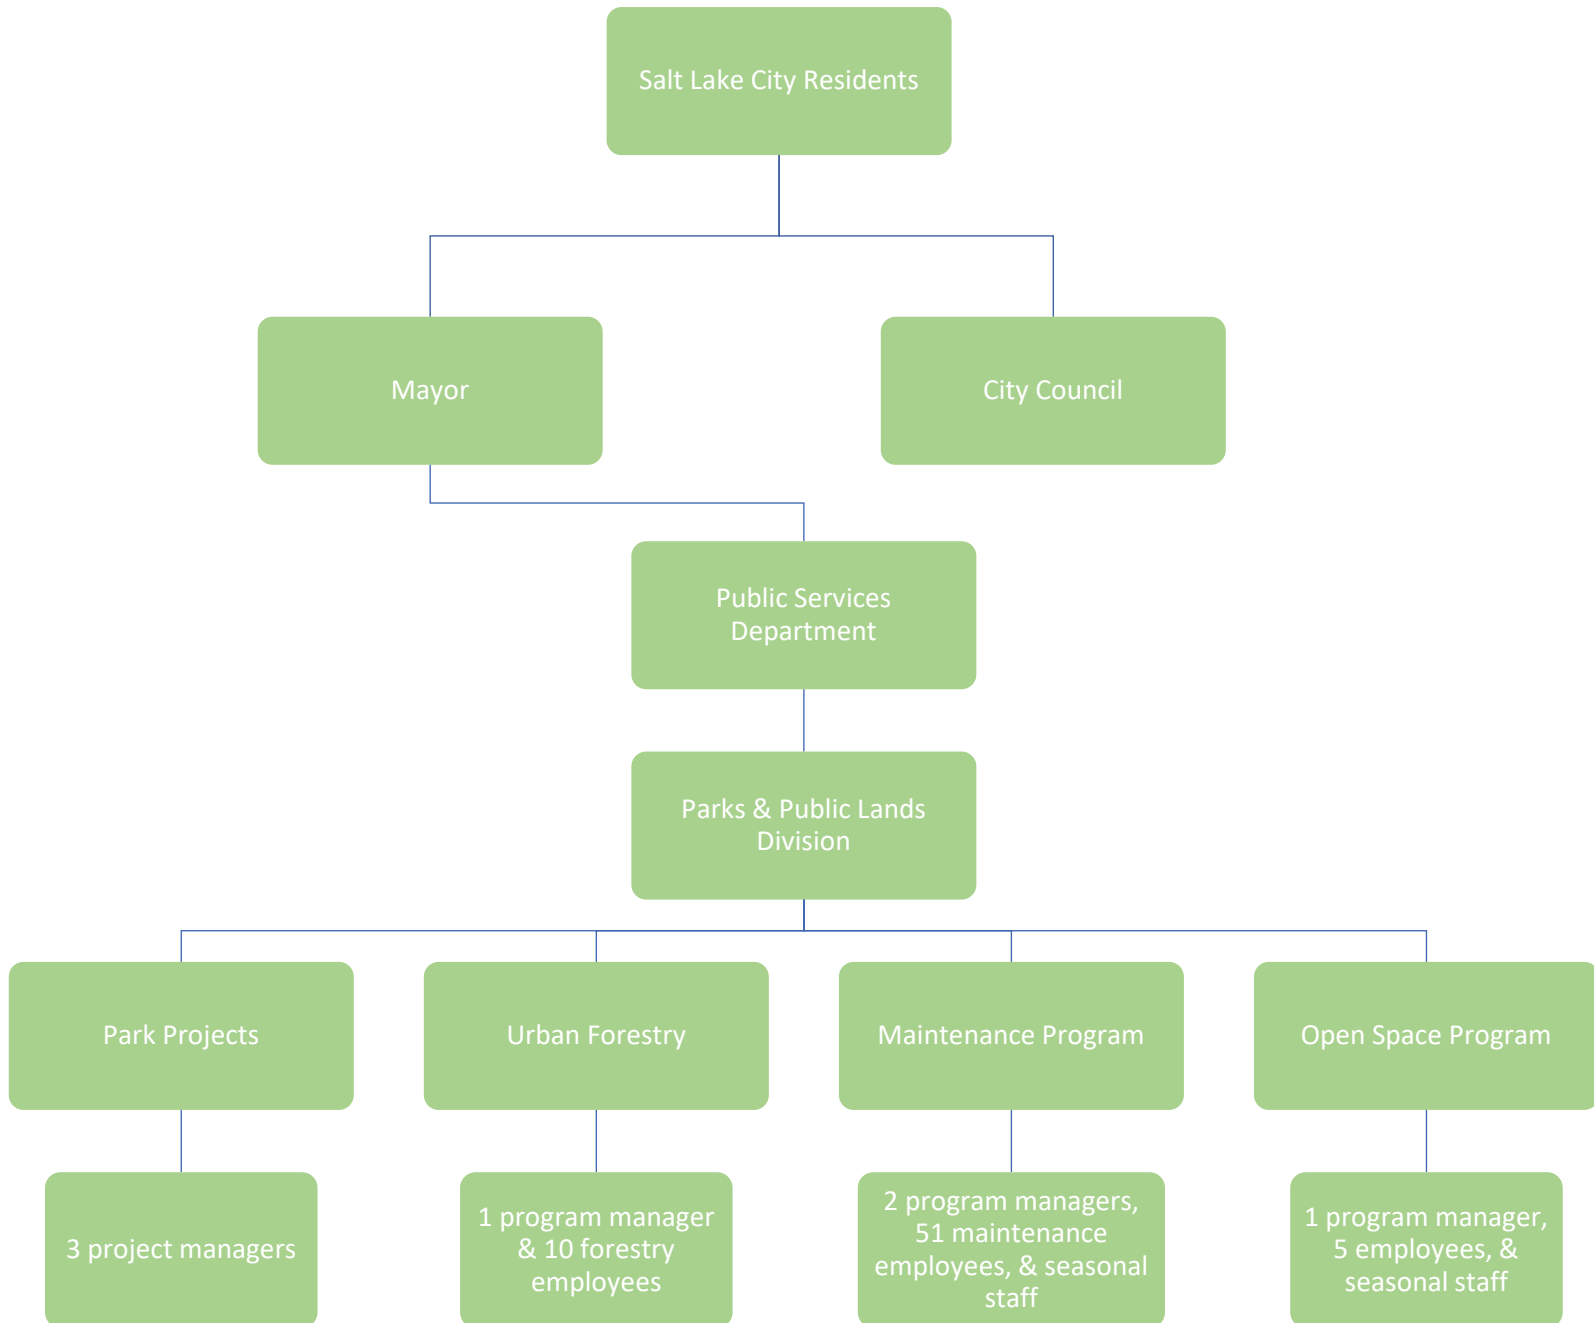 Salt Lake City Residents
Mayor
City Council
Public Services
Department
Parks & Public Lands
Division
Park Projects
Urban Forestry
Maintenance Program
Open Space Program
3 project managers
1 program manager
& 10 forestry
employees
2 program managers,
51 maintenance
employees, & seasonal
staff
1 program manager,
5 employees, &
seasonal staff